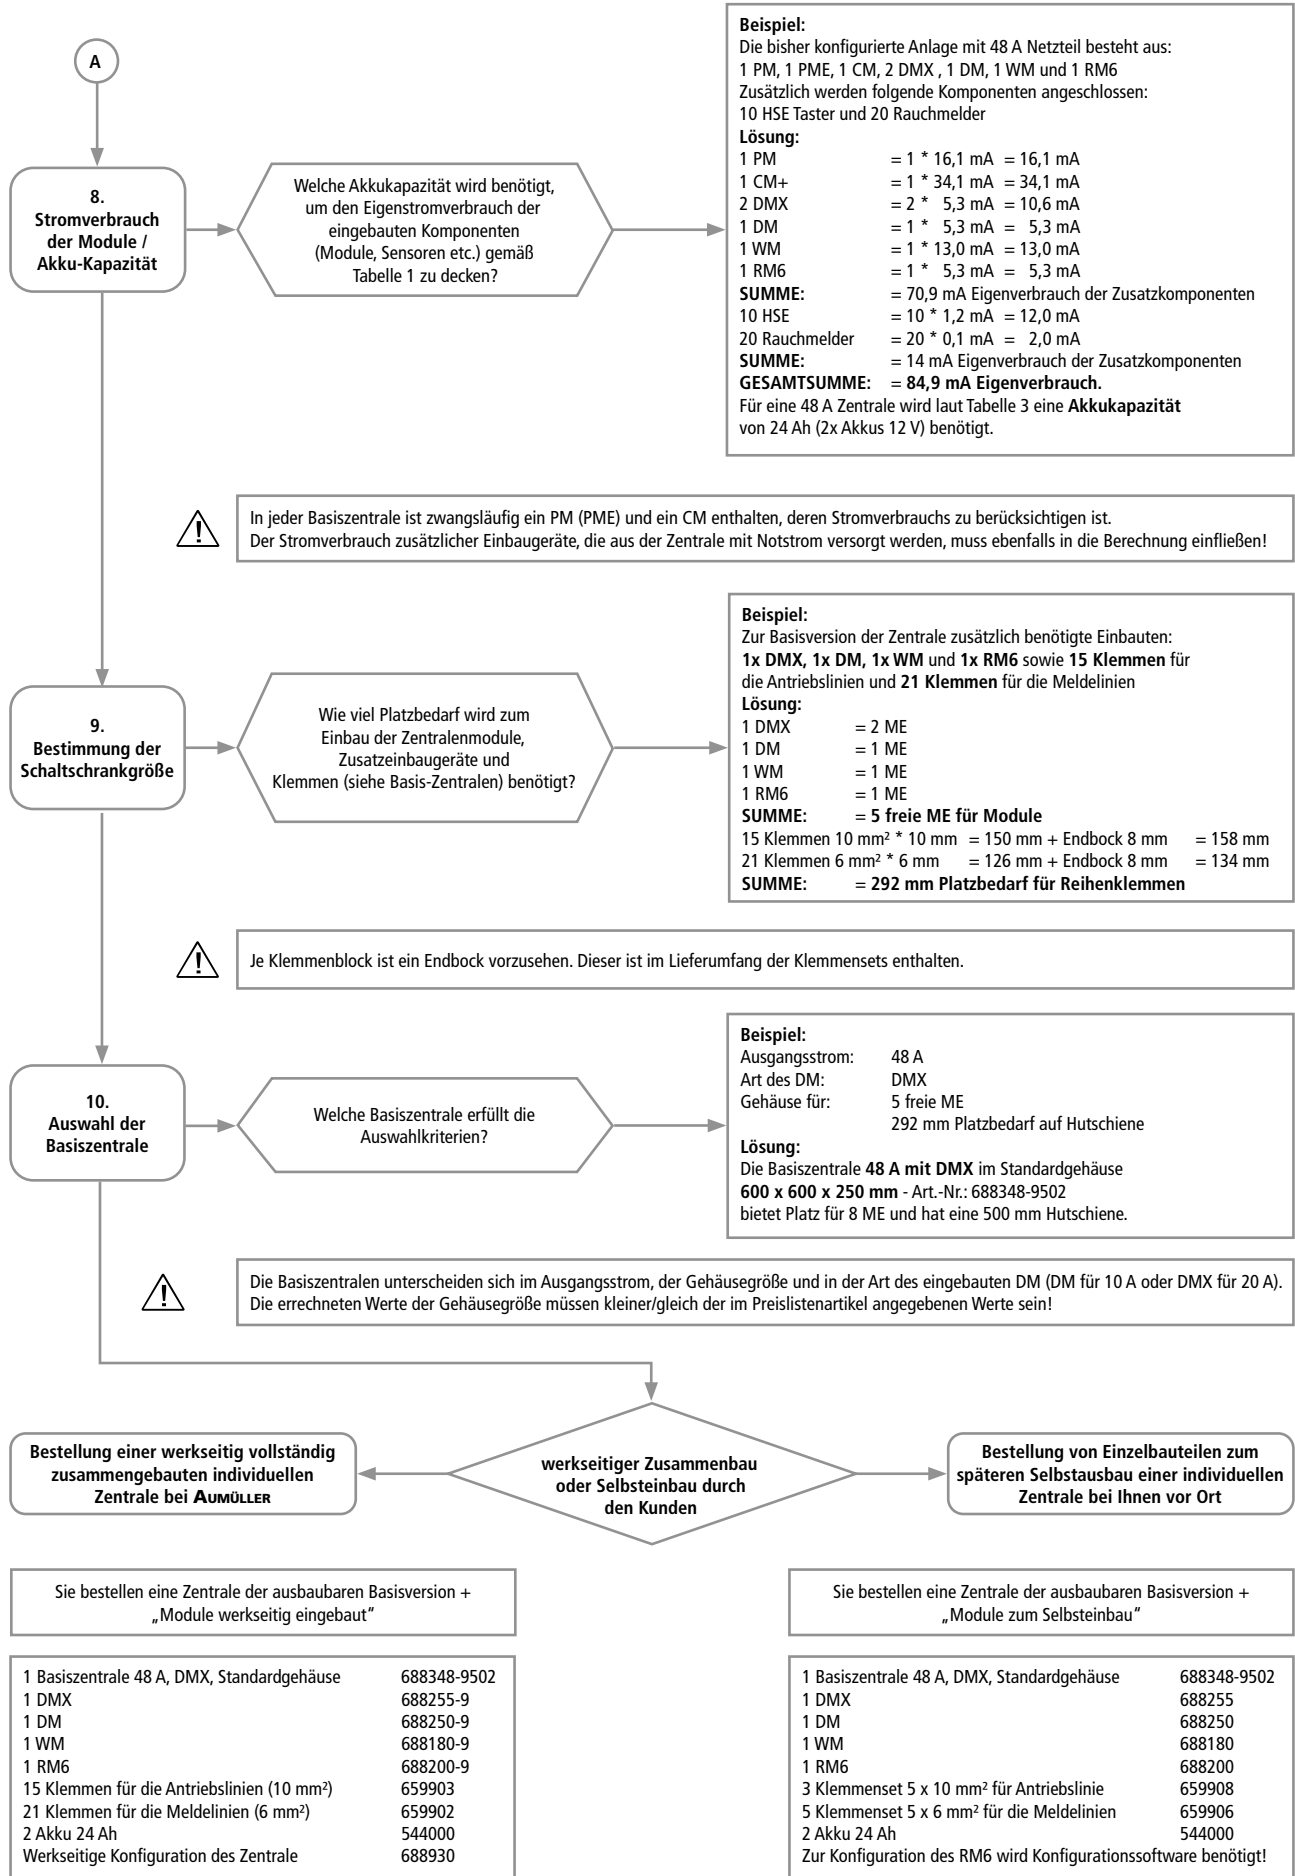 A
8.
Stromverbrauch
der Module /
Akku-Kapazität
Welche Akkukapazität wird benötigt,
um den Eigenstromverbrauch der
eingebauten Komponenten
(Module, Sensoren etc.) gemäß
Tabelle 1 zu decken?
Beispiel:
Die bisher konfigurierte Anlage mit 48 A Netzteil besteht aus:
1 PM, 1 PME, 1 CM, 2 DMX , 1 DM, 1 WM und 1 RM6
Zusätzlich werden folgende Komponenten angeschlossen:
10 HSE Taster und 20 Rauchmelder
Lösung:
1 PM = 1 * 16,1 mA = 16,1 mA
1 CM+ = 1 * 34,1 mA = 34,1 mA
2 DMX = 2 * 5,3 mA = 10,6 mA
1 DM = 1 * 5,3 mA = 5,3 mA
1 WM = 1 * 13,0 mA = 13,0 mA
1 RM6 = 1 * 5,3 mA = 5,3 mA
SUMME: = 70,9 mA Eigenverbrauch der Zusatzkomponenten
10 HSE = 10 * 1,2 mA = 12,0 mA
20 Rauchmelder = 20 * 0,1 mA = 2,0 mA
SUMME: = 14 mA Eigenverbrauch der Zusatzkomponenten
GESAMTSUMME: = 84,9 mA Eigenverbrauch.
Für eine 48 A Zentrale wird laut Tabelle 3 eine Akkukapazität
von 24 Ah (2x Akkus 12 V) benötigt.
In jeder Basiszentrale ist zwangsläufig ein PM (PME) und ein CM enthalten, deren Stromverbrauchs zu berücksichtigen ist.
Der Stromverbrauch zusätzlicher Einbaugeräte, die aus der Zentrale mit Notstrom versorgt werden, muss ebenfalls in die Berechnung einfließen!
9.
Bestimmung der
Schaltschrankgröße
Wie viel Platzbedarf wird zum
Einbau der Zentralenmodule,
Zusatzeinbaugeräte und
Klemmen (siehe Basis-Zentralen) benötigt?
Beispiel:
Zur Basisversion der Zentrale zusätzlich benötigte Einbauten:
1x DMX, 1x DM, 1x WM und 1x RM6 sowie 15 Klemmen für
die Antriebslinien und 21 Klemmen für die Meldelinien
Lösung:
1 DMX = 2 ME
1 DM = 1 ME
1 WM = 1 ME
1 RM6 = 1 ME
SUMME: = 5 freie ME für Module
15 Klemmen 10 mm² * 10 mm = 150 mm + Endbock 8 mm = 158 mm
21 Klemmen 6 mm² * 6 mm = 126 mm + Endbock 8 mm = 134 mm
SUMME: = 292 mm Platzbedarf für Reihenklemmen
Je Klemmenblock ist ein Endbock vorzusehen. Dieser ist im Lieferumfang der Klemmensets enthalten.
10.
Auswahl der
Basiszentrale
Welche Basiszentrale erfüllt die
Auswahlkriterien?
Beispiel:
Ausgangsstrom: 48 A
Art des DM: DMX
Gehäuse für: 5 freie ME
292 mm Platzbedarf auf Hutschiene
Lösung:
Die Basiszentrale 48 A mit DMX im Standardgehäuse
600 x 600 x 250 mm - Art.-Nr.: 688348-9502
bietet Platz für 8 ME und hat eine 500 mm Hutschiene.
Die Basiszentralen unterscheiden sich im Ausgangsstrom, der Gehäusegröße und in der Art des eingebauten DM (DM für 10 A oder DMX für 20 A).
Die errechneten Werte der Gehäusegröße müssen kleiner/gleich der im Preislistenartikel angegebenen Werte sein!
Bestellung einer werkseitig vollständig
zusammengebauten individuellen
Zentrale bei AUMÜLLER
werkseitiger Zusammenbau
oder Selbsteinbau durch
den Kunden
Bestellung von Einzelbauteilen zum
späteren Selbstausbau einer individuellen
Zentrale bei Ihnen vor Ort
Sie bestellen eine Zentrale der ausbaubaren Basisversion +
„Module werkseitig eingebaut"
1 Basiszentrale 48 A, DMX, Standardgehäuse 688348-9502
1 DMX 688255-9
1 DM 688250-9
1 WM 688180-9
1 RM6 688200-9
15 Klemmen für die Antriebslinien (10 mm²) 659903
21 Klemmen für die Meldelinien (6 mm²) 659902
2 Akku 24 Ah 544000
Werkseitige Konfiguration des Zentrale 688930
Sie bestellen eine Zentrale der ausbaubaren Basisversion +
„Module zum Selbsteinbau"
1 Basiszentrale 48 A, DMX, Standardgehäuse 688348-9502
1 DMX 688255
1 DM 688250
1 WM 688180
1 RM6 688200
3 Klemmenset 5 x 10 mm² für Antriebslinie 659908
5 Klemmenset 5 x 6 mm² für die Meldelinien 659906
2 Akku 24 Ah 544000
Zur Konfiguration des RM6 wird Konfigurationssoftware benötigt!